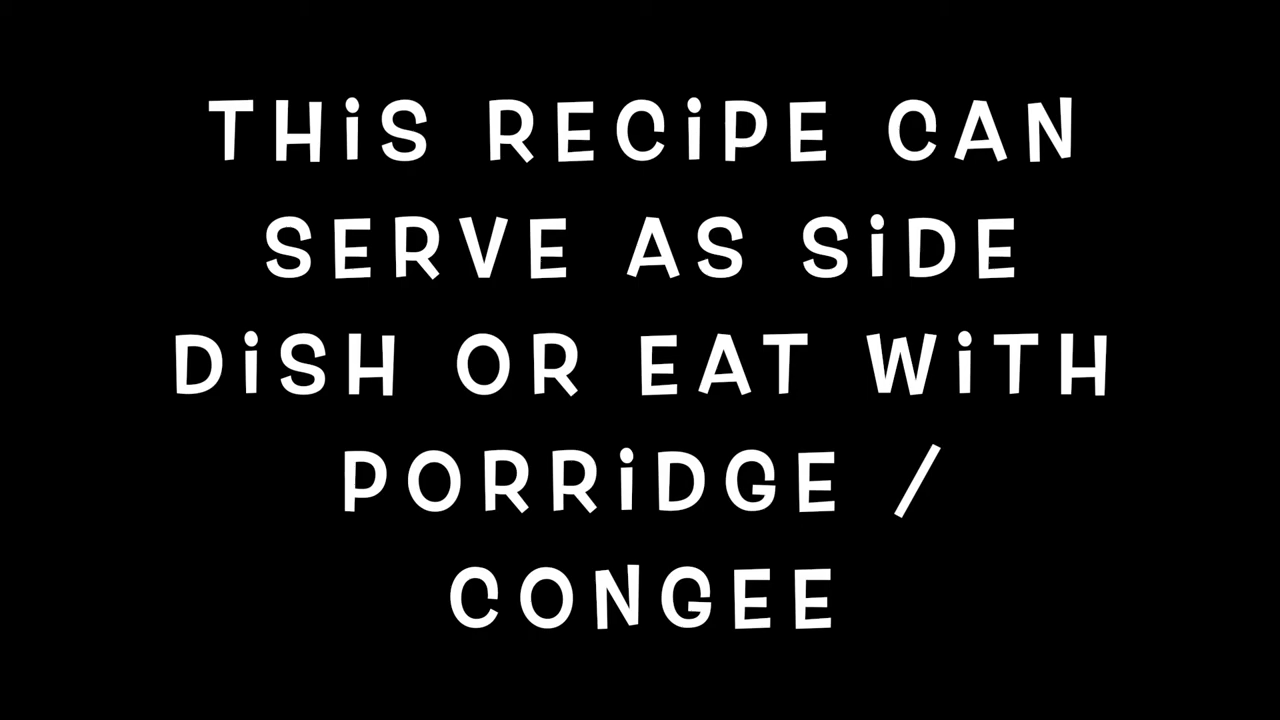 THiS RECiPE CAN
SERVE AS SiDE
DiSH OR EAT WiTH
PORRiDGE /
CONGEE